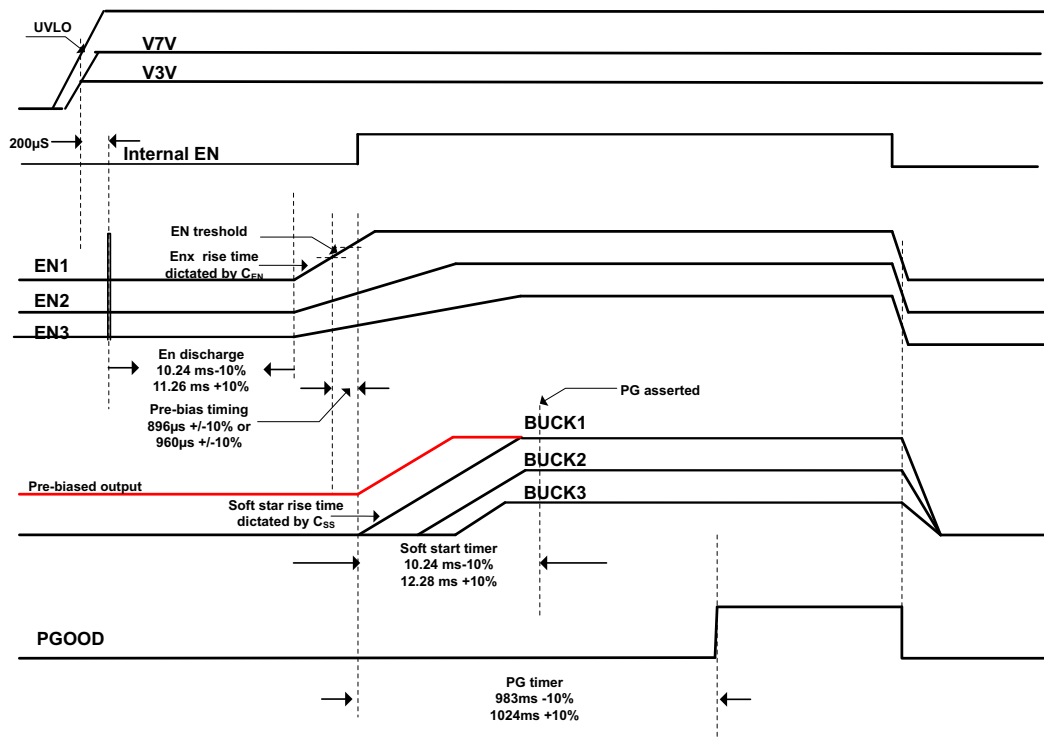 UVLO
V7V
V3V
200µS
Internal EN
EN treshold
Enx rise time
dictated by CEN
EN1
EN2
EN3
En discharge
10.24 ms-10%
11.26 ms +10%
Pre-bias timing
896µs +/-10% or
960µs +/-10%
PG asserted
BUCK1
BUCK2
BUCK3
Pre-biased output
Soft star rise time
dictated by CSS
Soft start timer
10.24 ms-10%
12.28 ms +10%
PGOOD
PG timer
983ms -10%
1024ms +10%